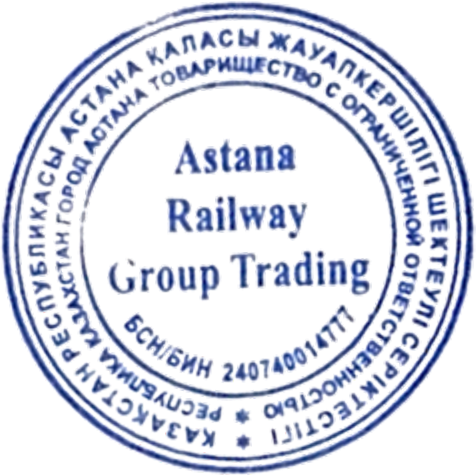 ҚАЗАҚСТАН РЕСПУБЛИКАСЫ АСТАНА ҚАЛАСЫ ЖАУАПКЕРШІЛІГІ ШЕКТЕУЛІ СЕРІКТЕСТІГІ *
РЕСПУБЛИКА КАЗАХСТАН ГОРОД АСТАНА ТОВАРИЩЕСТВО С ОГРАНИЧЕННОЙ ОТВЕТСТВЕННОСТЬЮ *
Astana
Railway
Group Trading
БСН/БИН 240740014777